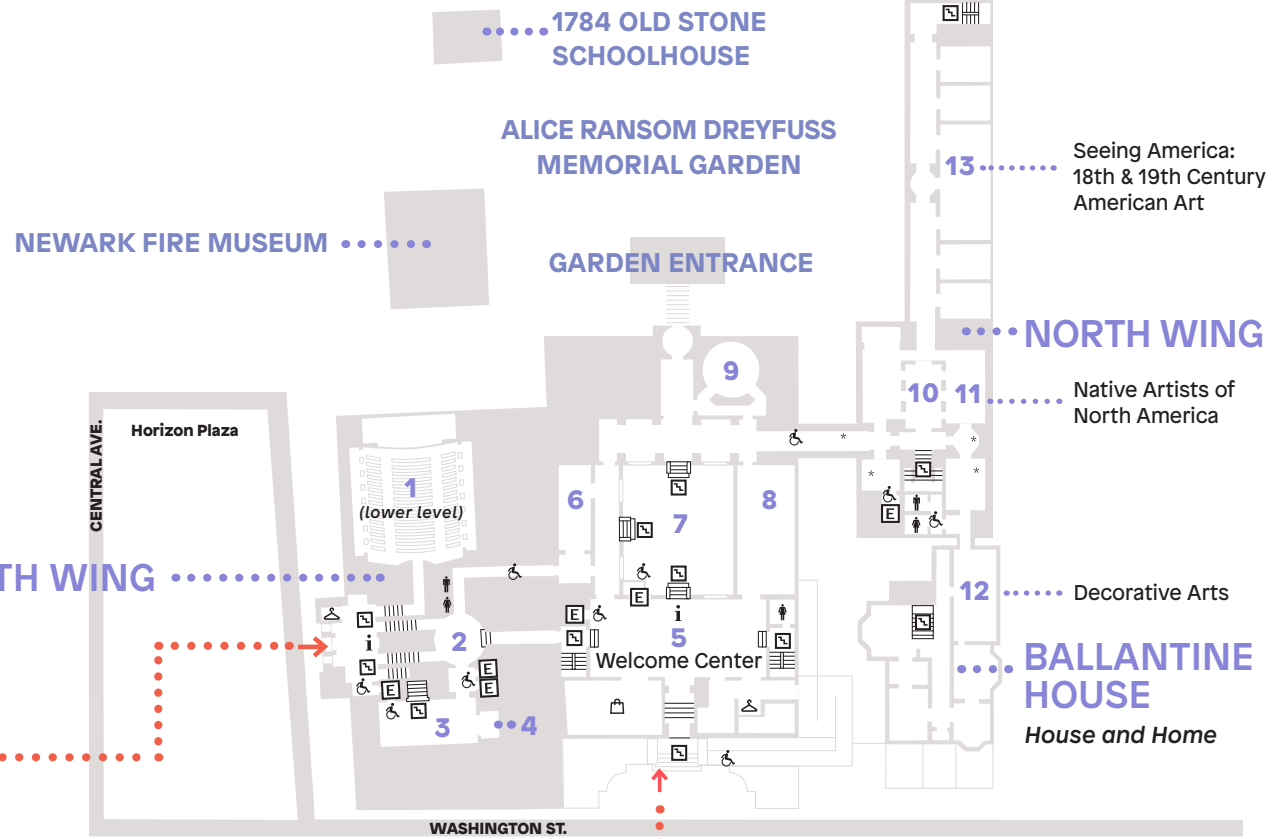 1784 OLD STONE
SCHOOLHOUSE
ALICE RANSOM DREYFUSS
MEMORIAL GARDEN
13
Seeing America:
18th & 19th Century
American Art
NEWARK FIRE MUSEUM
GARDEN ENTRANCE
NORTH WING
9
10
11
Native Artists of
North America
*
*
*
*
CENTRAL AVE.
Horizon Plaza
1
(lower level)
6
7
8
E
TH WING
E
E
i
12
Decorative Arts
2
i
5
Welcome Center
E
E
E
BALLANTINE
HOUSE
House and Home
3
4
WASHINGTON ST.